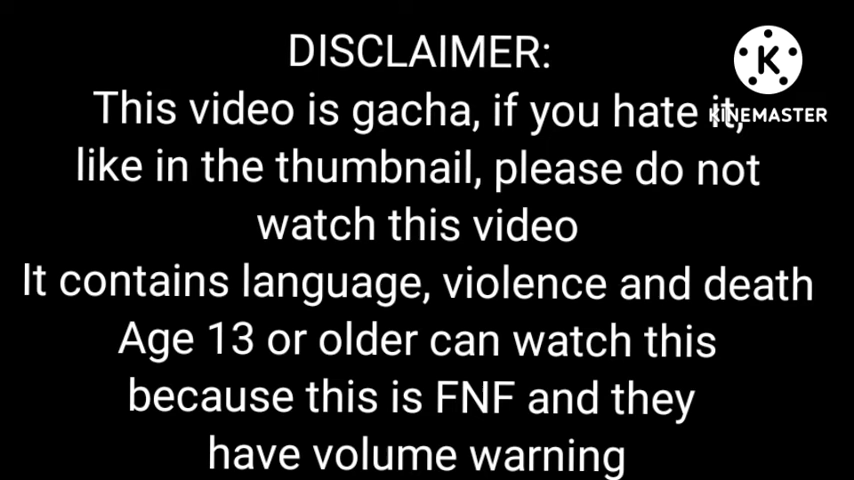 DISCLAIMER:
This video is gacha, if you hate it,
KINEMASTER
like in the thumbnail, please do not
watch this video
It contains language, violence and death
Age 13 or older can watch this
because this is FNF and they
have volume warning